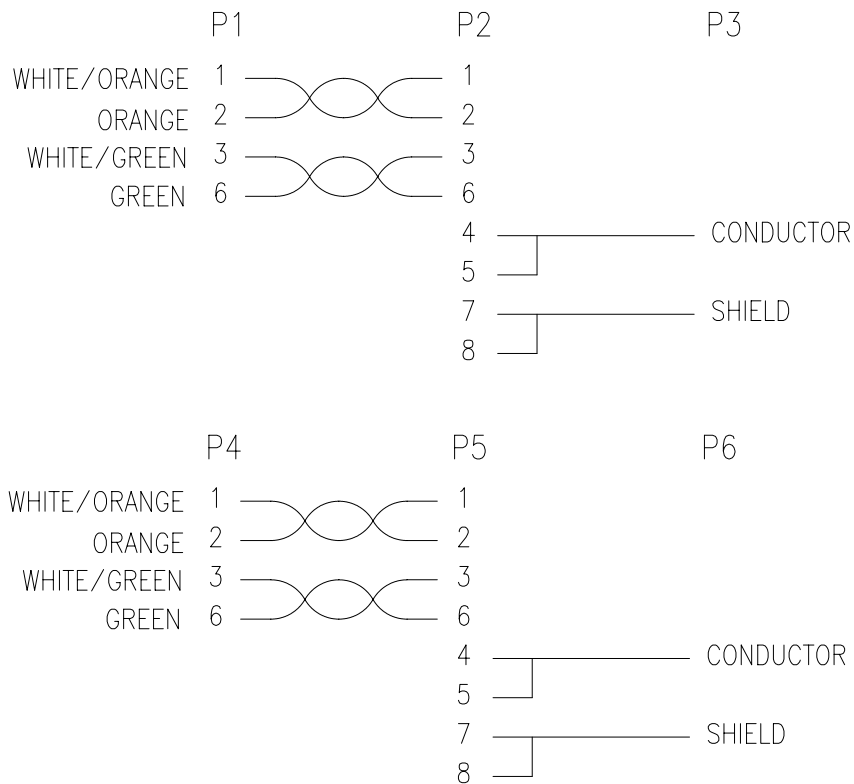 P1 P2 P3
WHITE/ORANGE 1 1
ORANGE 2 2
WHITE/GREEN 3 3
GREEN 6 6
4 CONDUCTOR
5
7 SHIELD
8
P4 P5 P6
WHITE/ORANGE 1 1
ORANGE 2 2
WHITE/GREEN 3 3
GREEN 6 6
4 CONDUCTOR
5
7 SHIELD
8